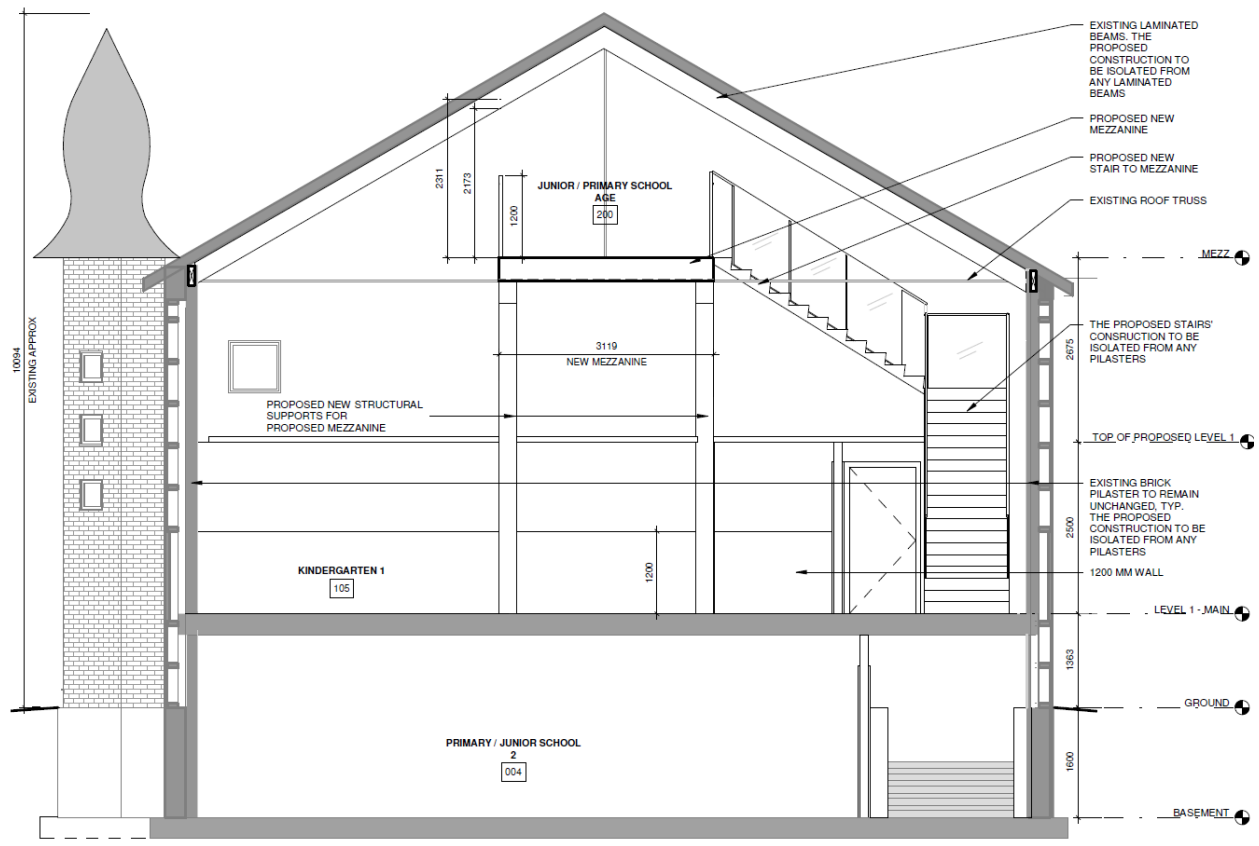 EXISTING LAMINATED
BEAMS. THE
PROPOSED
CONSTRUCTION TO
BE ISOLATED FROM
ANY LAMINATED
BEAMS
PROPOSED NEW
MEZZANINE
PROPOSED NEW
STAIR TO MEZZANINE
EXISTING ROOF TRUSS
MEZZ
THE PROPOSED STAIRS'
CONSRUCTION TO BE
ISOLATED FROM ANY
PILASTERS
TOP OF PROPOSED LEVEL 1
EXISTING BRICK
PILASTER TO REMAIN
UNCHANGED, TYP.
THE PROPOSED
CONSTRUCTION TO BE
ISOLATED FROM ANY
PILASTERS
1200 MM WALL
LEVEL 1 - MAIN
GROUND
BASEMENT
2675
2500
1363
1600
10094
EXISTING APPROX
2311
2173
1200
JUNIOR / PRIMARY SCHOOL
AGE
200
3119
NEW MEZZANINE
PROPOSED NEW STRUCTURAL
SUPPORTS FOR
PROPOSED MEZZANINE
KINDERGARTEN 1
105
1200
PRIMARY / JUNIOR SCHOOL
2
004